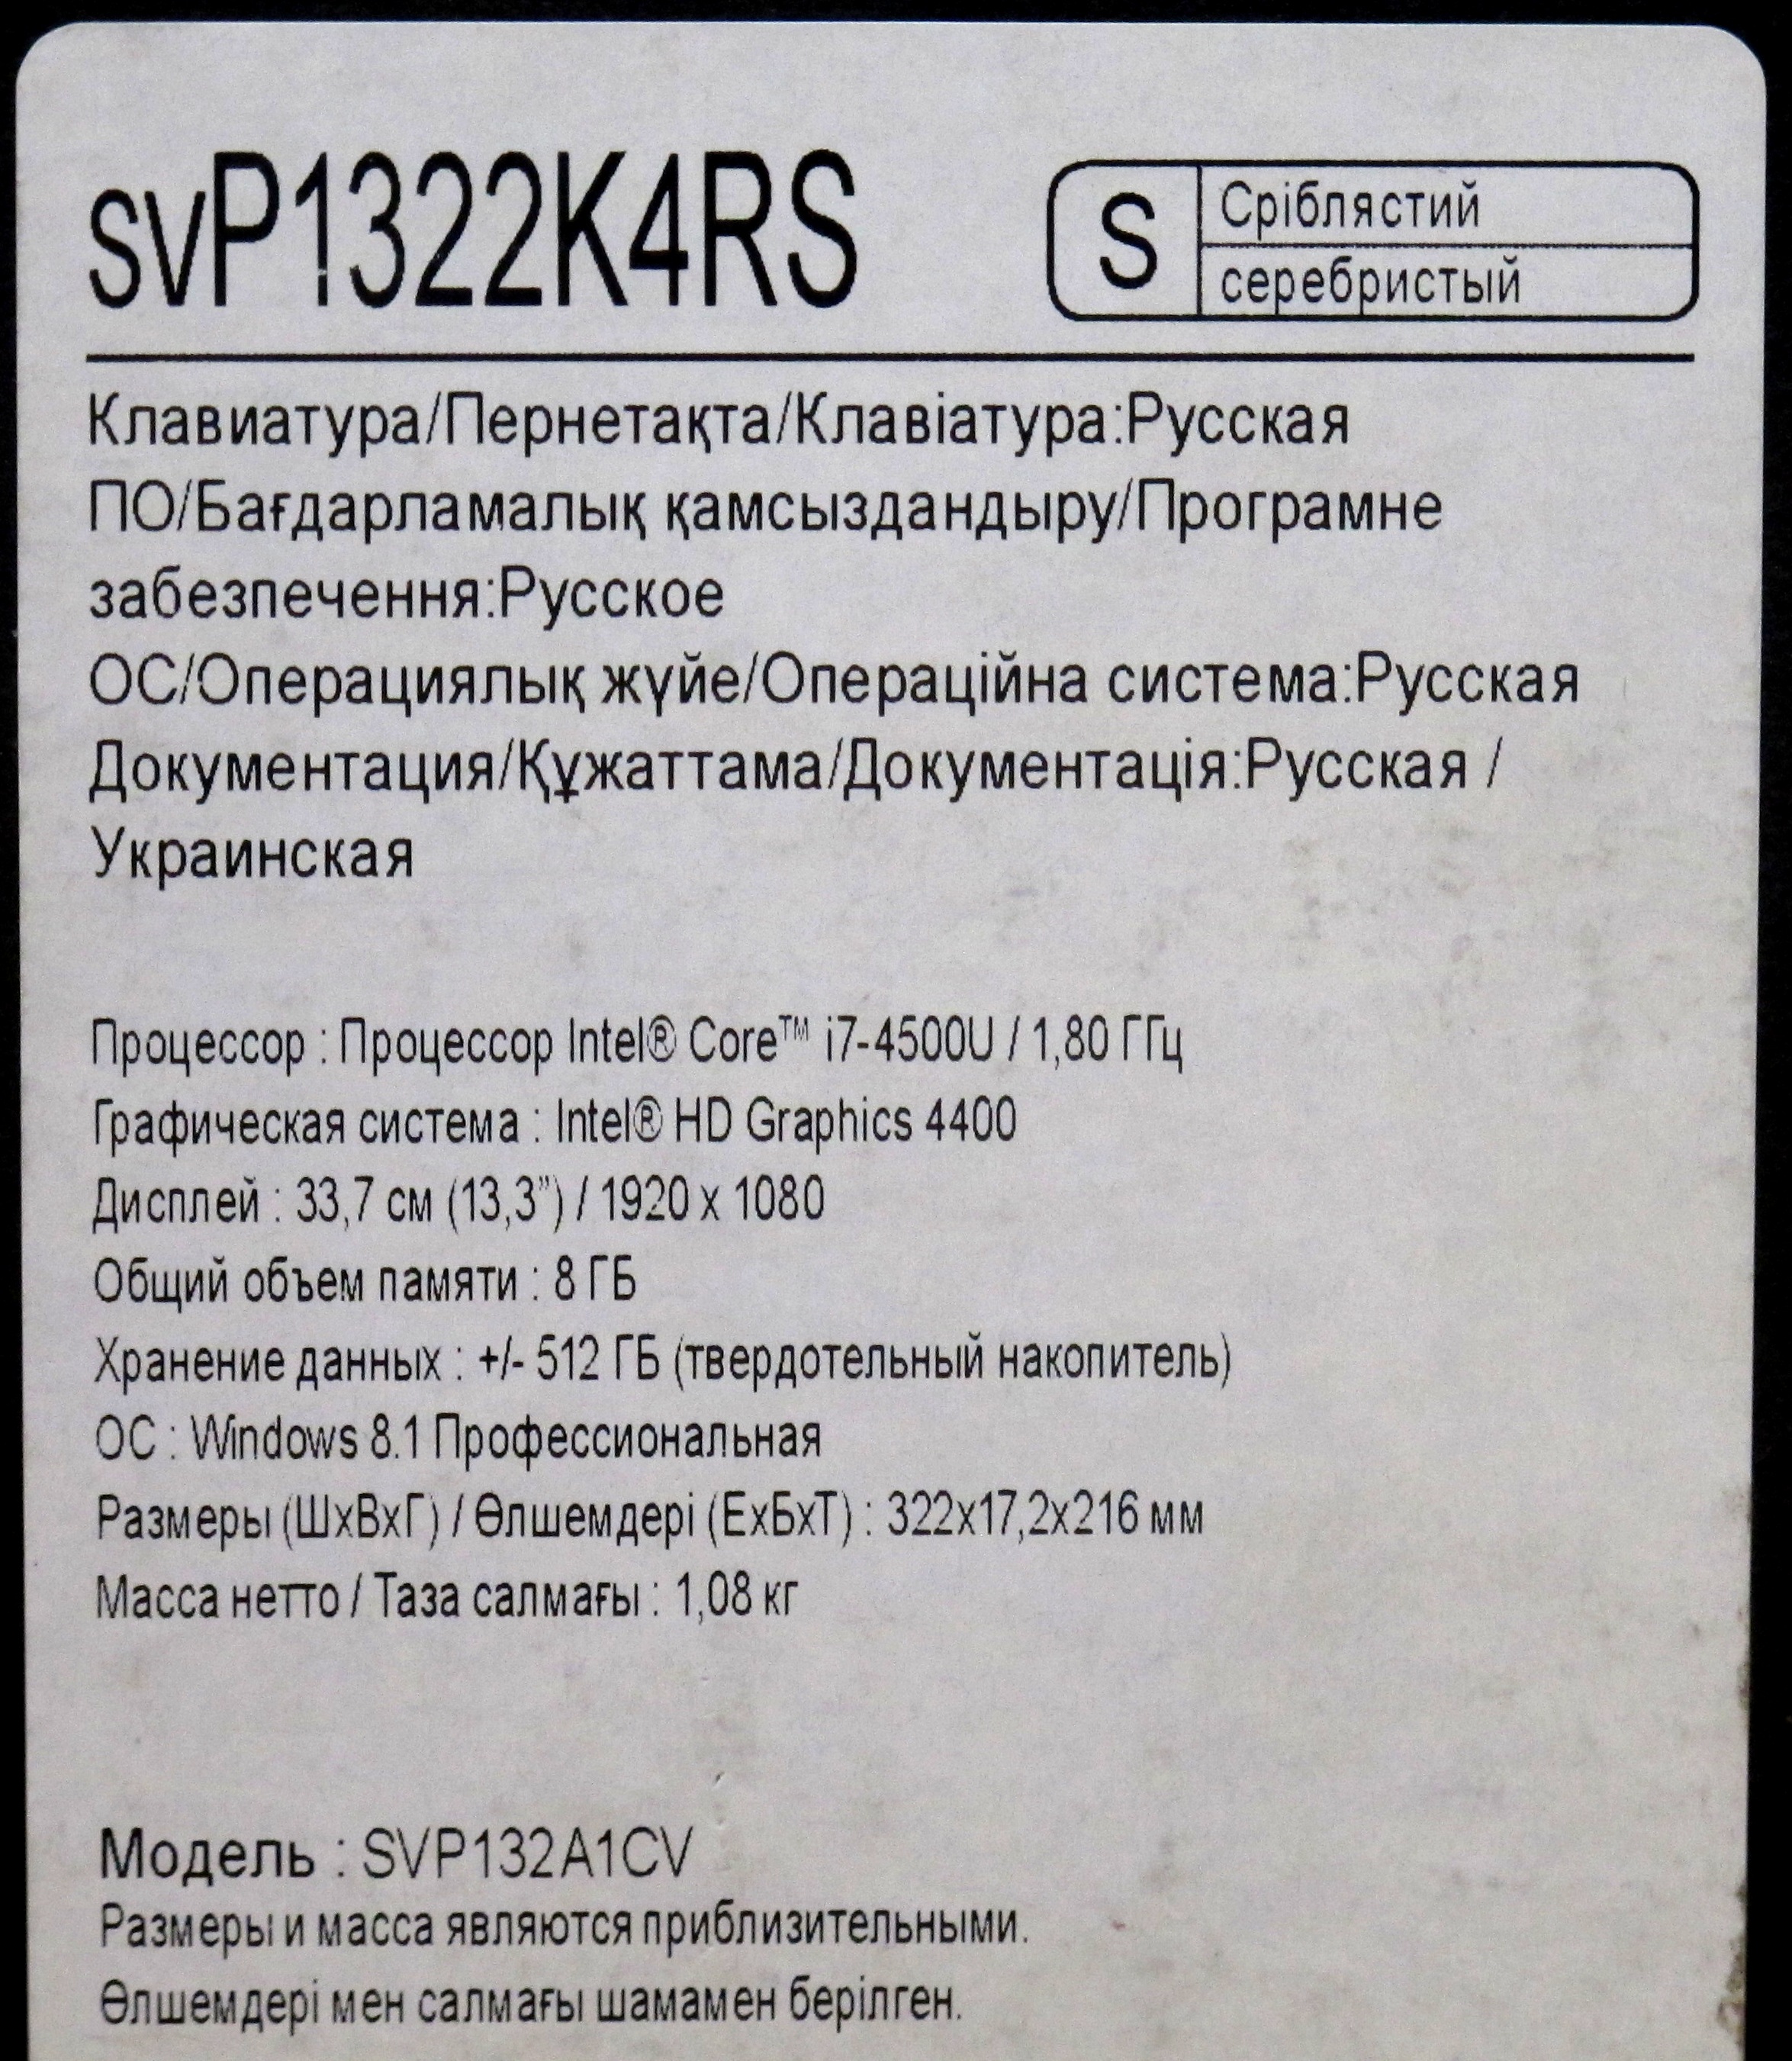 svP1322K4RS
S
Сріблястий
серебристый
Клавиатура/Пернетақта/Клавіатура:Русская
ПО/Бағдарламалық қамсыздандыру/Програмне
забезпечення:Русское
ОС/Операциялық жүйе/Операційна система:Русская
Документация/Құжаттама/Документація:Русская /
Украинская
Процессор : Процессор Intel® Core™ i7-4500U / 1,80 ГГц
Графическая система : Intel® HD Graphics 4400
Дисплей : 33,7 см (13,3”) / 1920 x 1080
Общий объем памяти : 8 ГБ
Хранение данных : +/- 512 ГБ (твердотельный накопитель)
ОС : Windows 8.1 Профессиональная
Размеры (ШxВxГ) / Өлшемдері (ЕхБхТ) : 322x17,2x216 мм
Масса нетто / Таза салмағы : 1,08 кг
Модель : SVP132A1CV
Размеры и масса являются приблизительными.
Өлшемдері мен салмағы шамамен берілген.